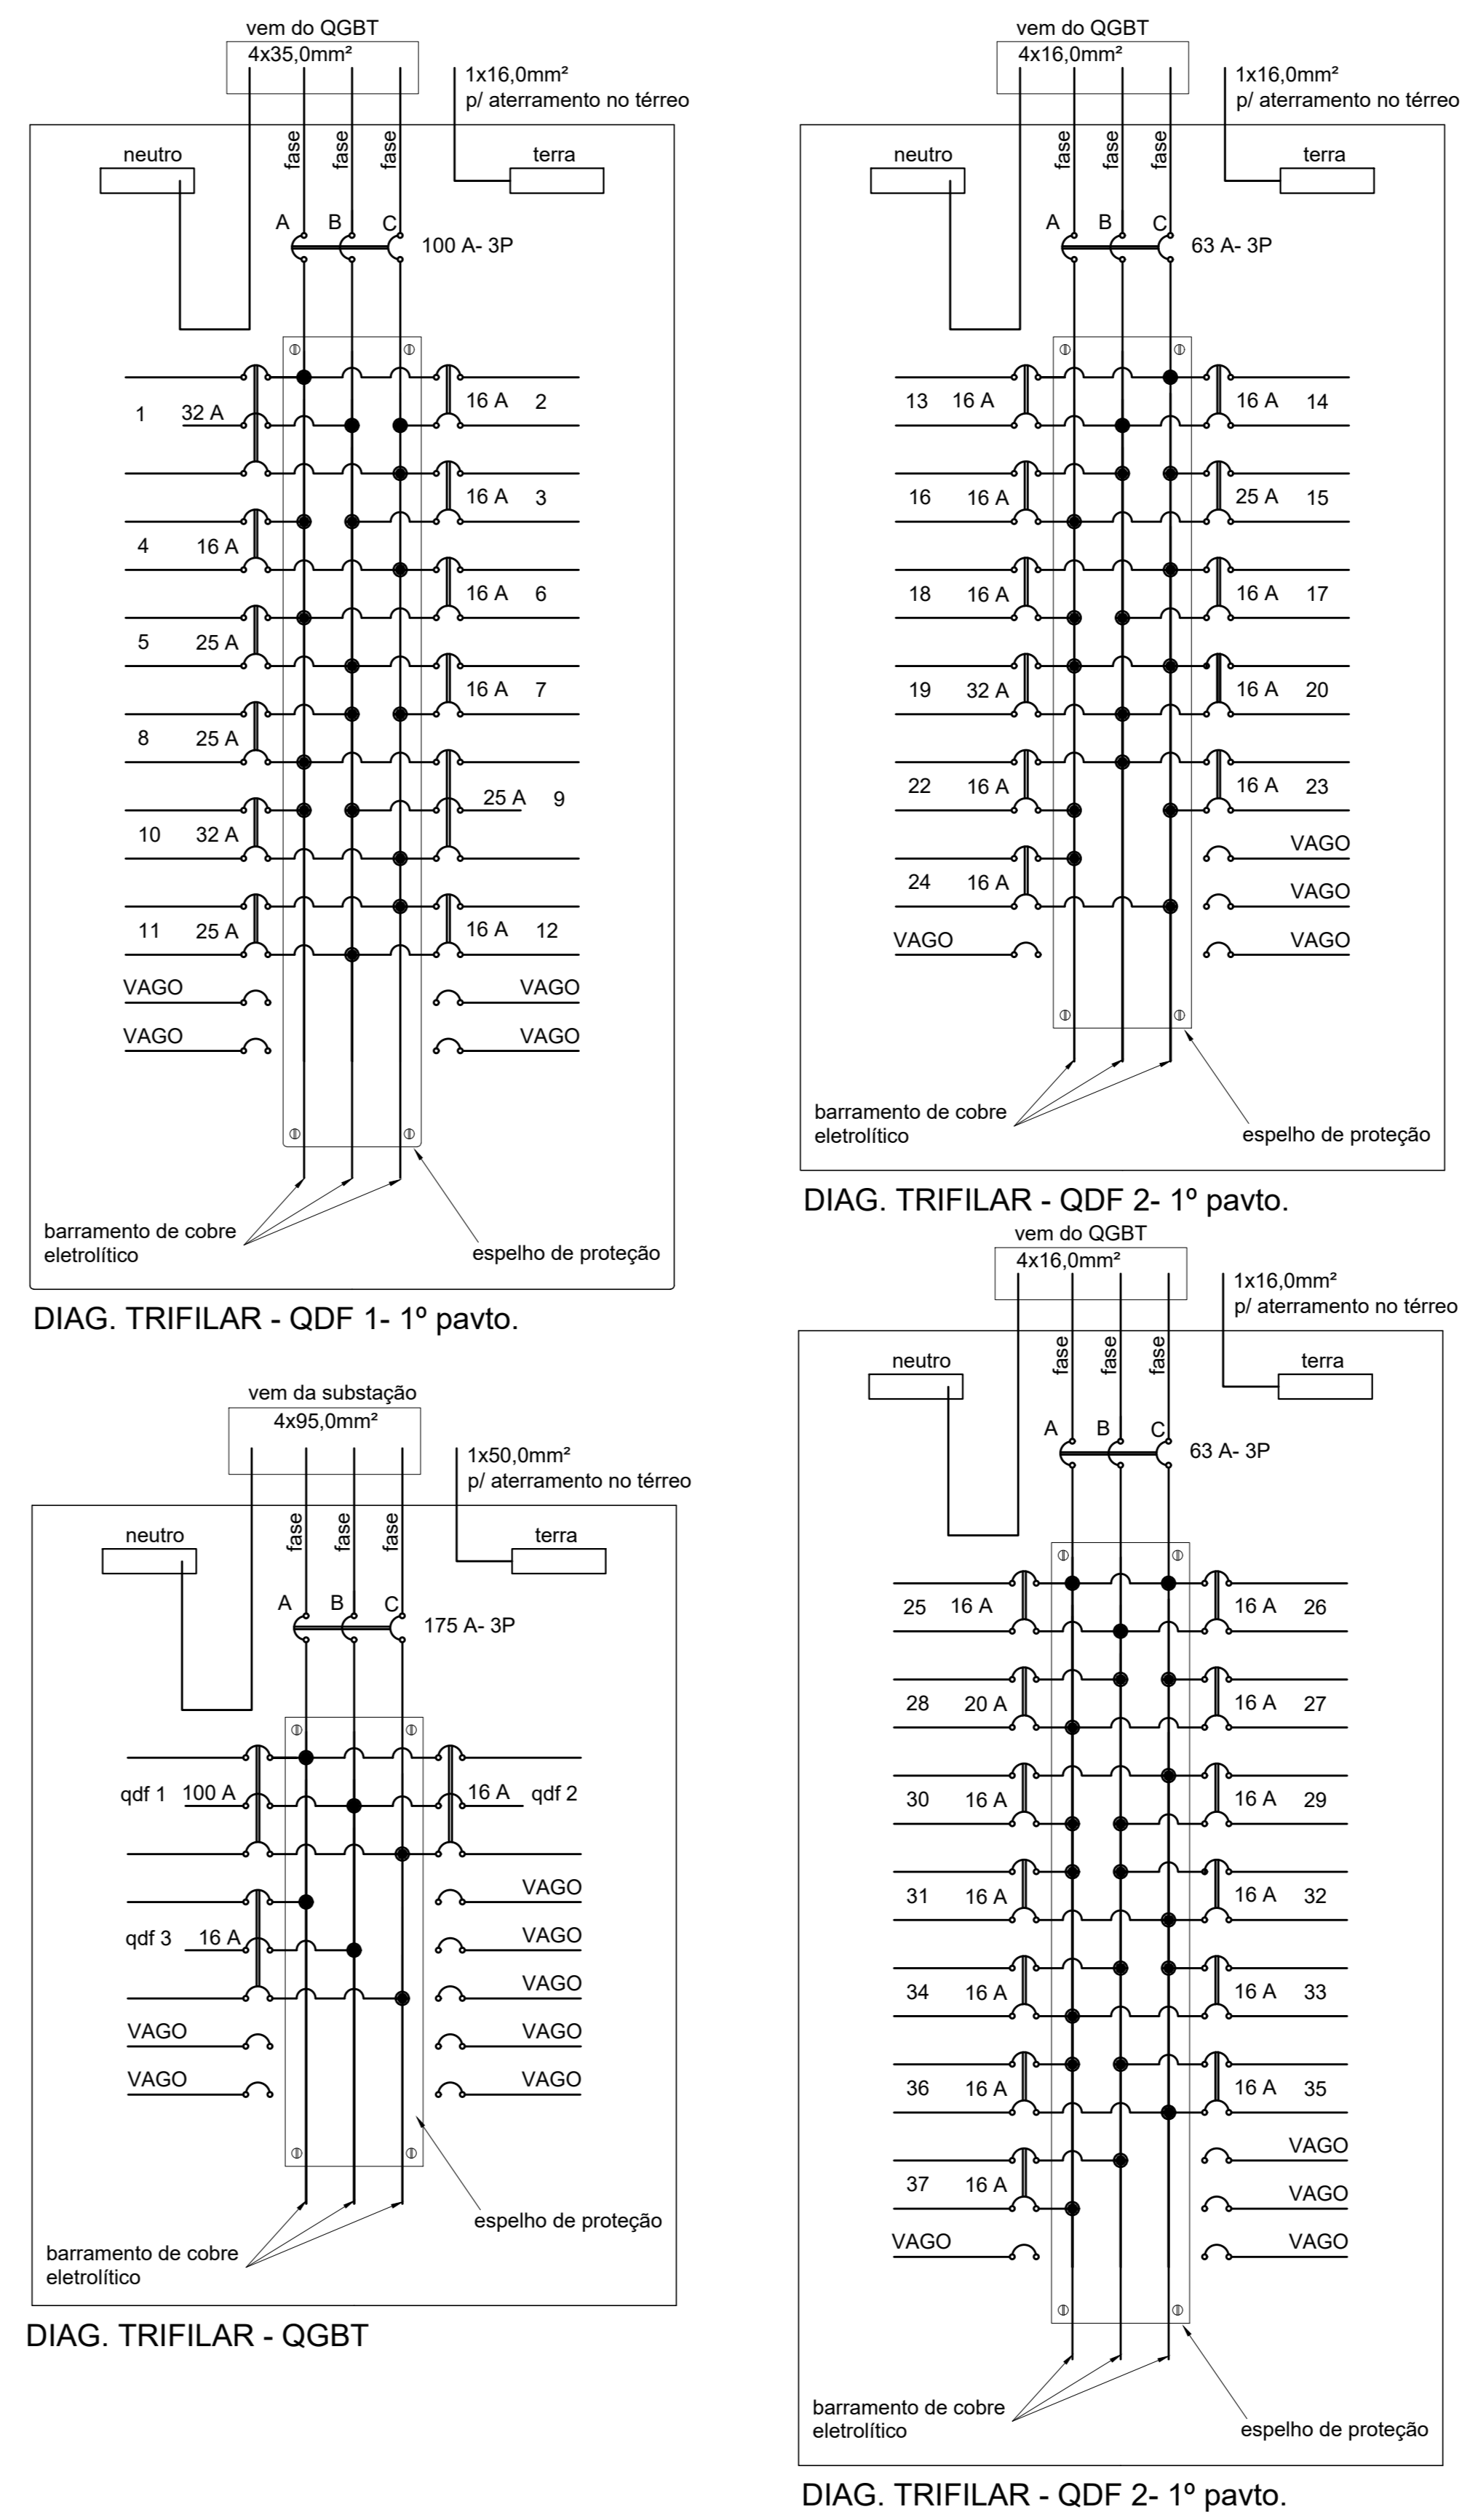 vem do QGBT
4x35,0mm²
1x16,0mm²
p/ aterramento no térreo
fase
fase
fase
neutro
terra
A
B
C
100 A- 3P
1
32 A
16 A
2
16 A
3
4
16 A
16 A
6
5
25 A
16 A
7
8
25 A
25 A
9
10
32 A
11
25 A
16 A
12
VAGO
VAGO
VAGO
VAGO
barramento de cobre
eletrolítico
espelho de proteção
DIAG. TRIFILAR - QDF 1- 1º pavto.
vem do QGBT
4x16,0mm²
1x16,0mm²
p/ aterramento no térreo
fase
fase
fase
neutro
terra
A
B
C
63 A- 3P
13
16 A
16 A
14
16
16 A
25 A
15
18
16 A
16 A
17
19
32 A
16 A
20
22
16 A
16 A
23
VAGO
24
16 A
VAGO
VAGO
VAGO
barramento de cobre
eletrolítico
espelho de proteção
DIAG. TRIFILAR - QDF 2- 1º pavto.
vem da substação
4x95,0mm²
1x50,0mm²
p/ aterramento no térreo
fase
fase
fase
neutro
terra
A
B
C
175 A- 3P
qdf 1
100 A
16 A
qdf 2
VAGO
qdf 3
16 A
VAGO
VAGO
VAGO
VAGO
VAGO
VAGO
espelho de proteção
barramento de cobre
eletrolítico
DIAG. TRIFILAR - QGBT
vem do QGBT
4x16,0mm²
1x16,0mm²
p/ aterramento no térreo
fase
fase
fase
neutro
terra
A
B
C
63 A- 3P
25
16 A
16 A
26
28
20 A
16 A
27
30
16 A
16 A
29
31
16 A
16 A
32
34
16 A
16 A
33
36
16 A
16 A
35
VAGO
37
16 A
VAGO
VAGO
VAGO
barramento de cobre
eletrolítico
espelho de proteção
DIAG. TRIFILAR - QDF 2- 1º pavto.